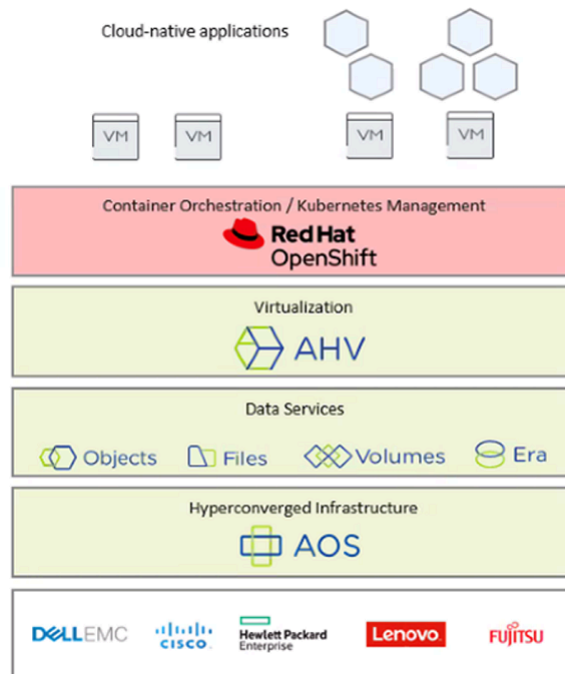 Cloud-native applications
VM VM VM VM
Container Orchestration / Kubernetes Management
Red Hat
OpenShift
Virtualization
AHV
Data Services
Objects Files Volumes Era
Hyperconverged Infrastructure
AOS
DELLEMC CISCO Hewlett Packard Enterprise Lenovo FUJITSU